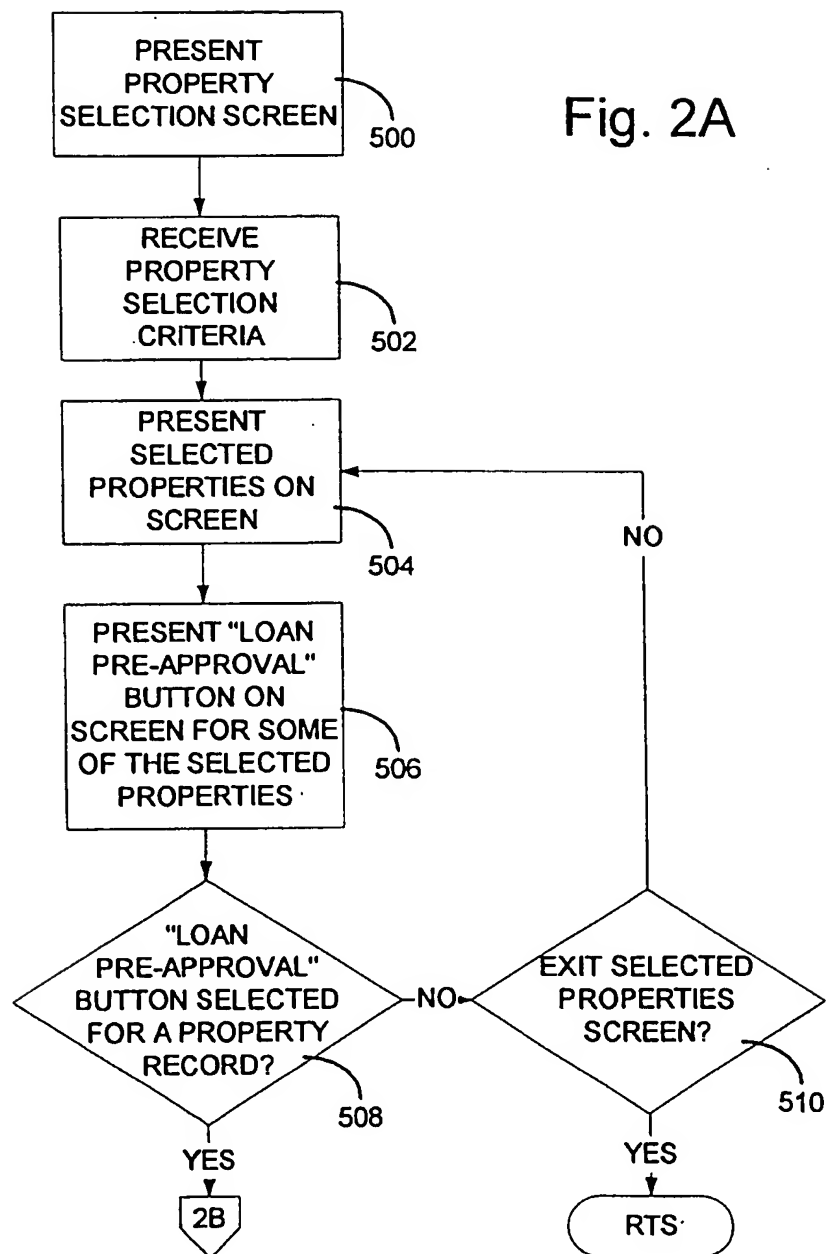 PRESENT
PROPERTY
SELECTION SCREEN
500
Fig. 2A
RECEIVE
PROPERTY
SELECTION
CRITERIA
502
PRESENT
SELECTED
PROPERTIES ON
SCREEN
504
NO
PRESENT "LOAN
PRE-APPROVAL"
BUTTON ON
SCREEN FOR SOME
OF THE SELECTED
PROPERTIES
506
"LOAN
PRE-APPROVAL"
BUTTON SELECTED
FOR A PROPERTY
RECORD?
508
NO
EXIT SELECTED
PROPERTIES
SCREEN?
510
YES
2B
YES
RTS